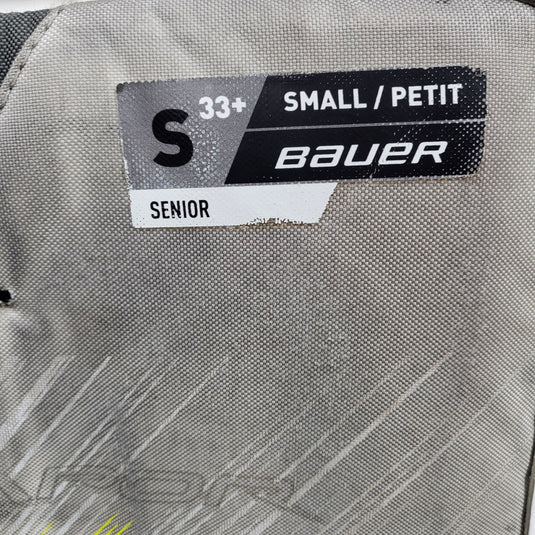 S 33+ SMALL / PETIT
BAUER
SENIOR